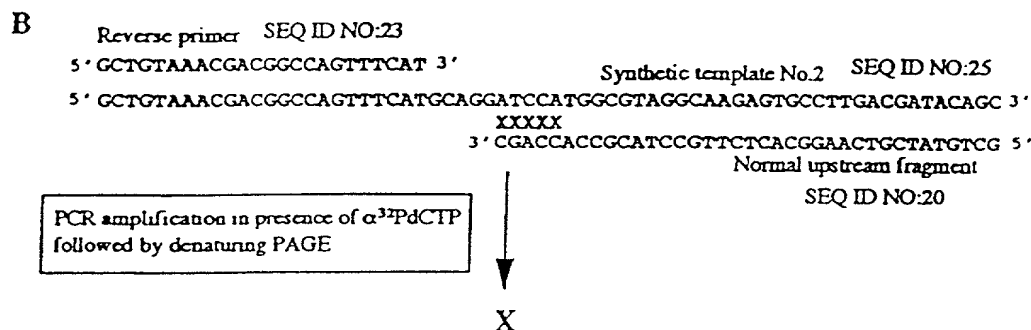 B
Reverse primer SEQ ID NO:23
5' GCTGTAAACGACGGCCAGTTTCAT 3'
Synthetic template No.2 SEQ ID NO:25
5' GCTGTAAACGACGGCCAGTTTCATGCAGGATCCATGGCGTAGGCAAGAGTGCCTTGACGATACAGC 3'
XXXXX
3' CGACCACCGCATCCGTTCTCACGGAACTGCTATGTCG 5'
Normal upstream fragment
SEQ ID NO:20
PCR amplification in presence of α³²PdCTP
followed by denaturing PAGE
X